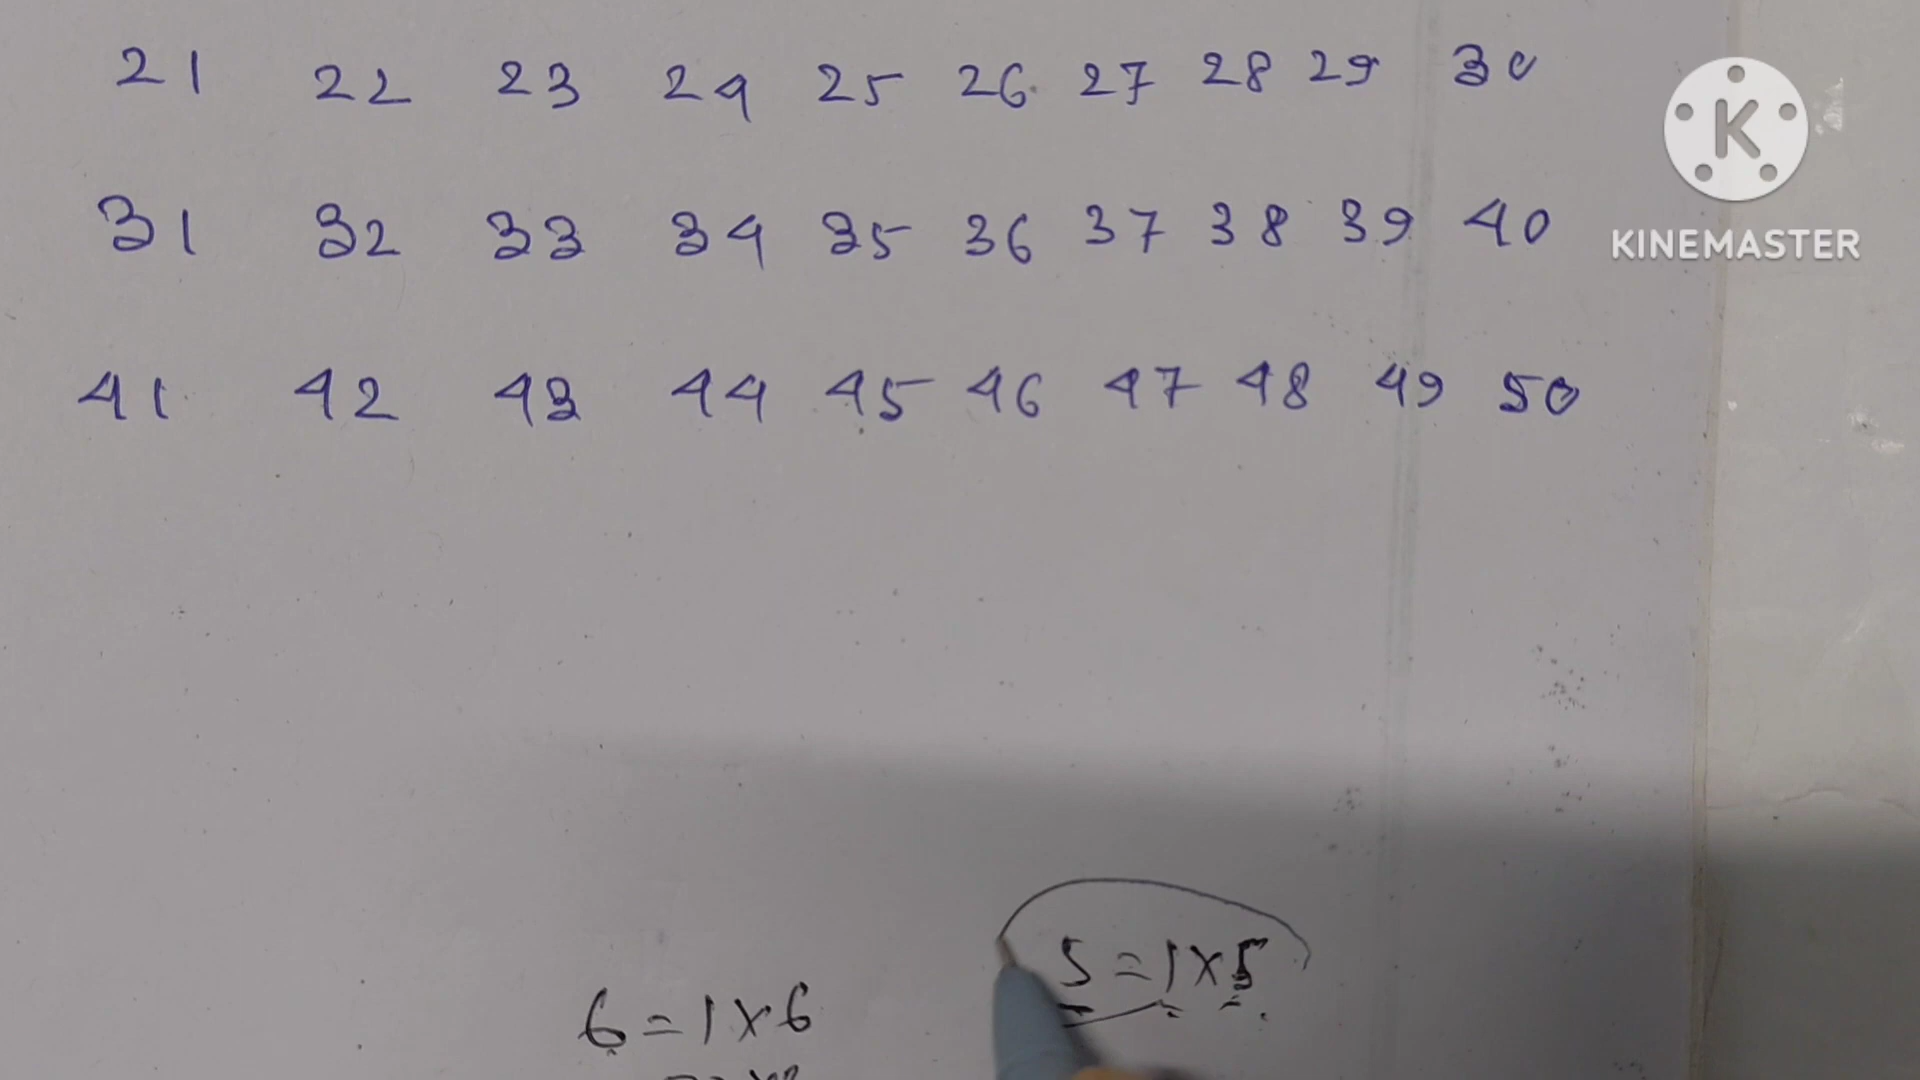 21 22 23 24 25 26 27 28 29 30
K
KINEMASTER
31 32 33 34 35 36 37 38 39 40
41 42 43 44 45 46 47 48 49 50
5 = 1 x 5
6 = 1 x 6